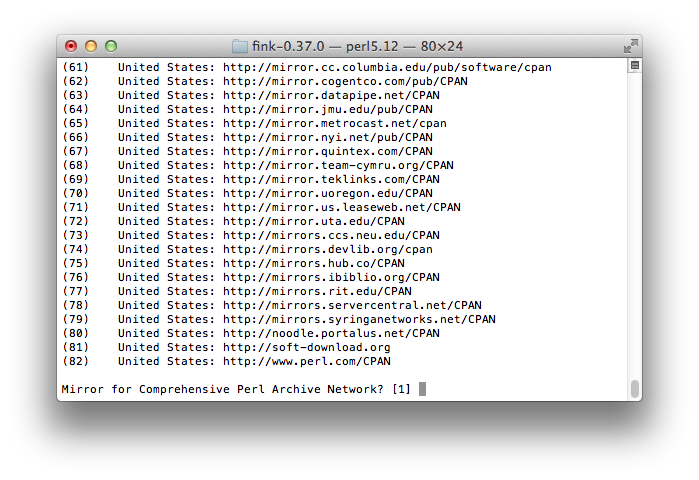 fink-0.37.0 — perl5.12 — 80×24
(61) United States: http://mirror.cc.columbia.edu/pub/software/cpan
(62) United States: http://mirror.cogentco.com/pub/CPAN
(63) United States: http://mirror.datapipe.net/CPAN
(64) United States: http://mirror.jmu.edu/pub/CPAN
(65) United States: http://mirror.metrocast.net/cpan
(66) United States: http://mirror.nyi.net/pub/CPAN
(67) United States: http://mirror.quintex.com/CPAN
(68) United States: http://mirror.team-cymru.org/CPAN
(69) United States: http://mirror.teklinks.com/CPAN
(70) United States: http://mirror.uoregon.edu/CPAN
(71) United States: http://mirror.us.leaseweb.net/CPAN
(72) United States: http://mirror.uta.edu/CPAN
(73) United States: http://mirrors.ccs.neu.edu/CPAN
(74) United States: http://mirrors.devlib.org/cpan
(75) United States: http://mirrors.hub.co/CPAN
(76) United States: http://mirrors.ibiblio.org/CPAN
(77) United States: http://mirrors.rit.edu/CPAN
(78) United States: http://mirrors.servercentral.net/CPAN
(79) United States: http://mirrors.syringanetworks.net/CPAN
(80) United States: http://noodle.portalus.net/CPAN
(81) United States: http://soft-download.org
(82) United States: http://www.perl.com/CPAN
Mirror for Comprehensive Perl Archive Network? [1]